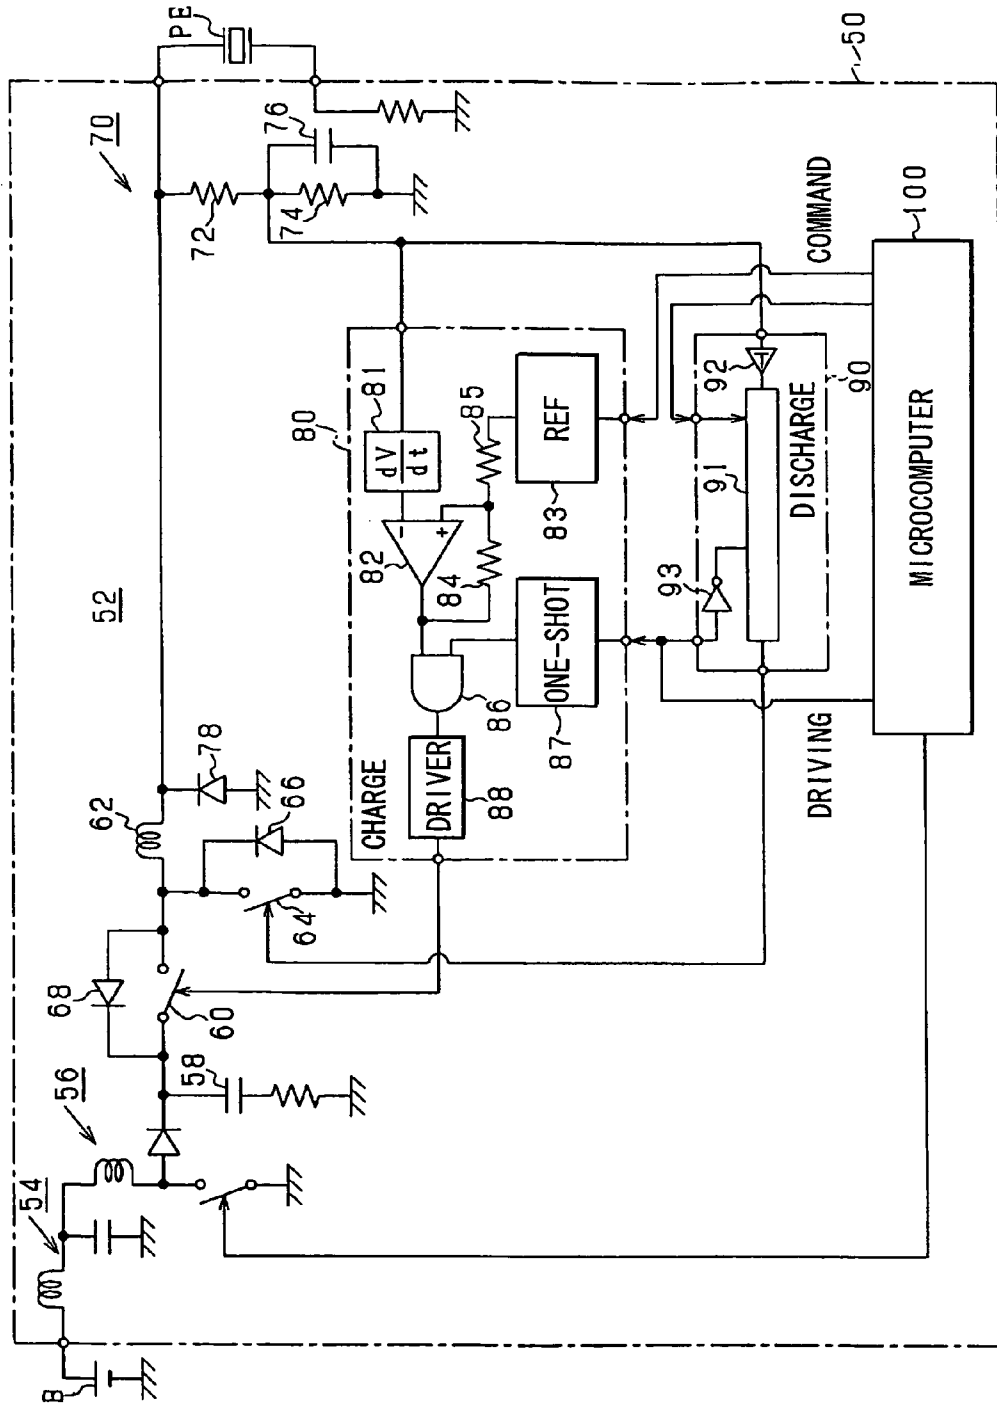 B
54
56
58
68
60
52
62
78
66
64
70
PE
72
74
76
50
80
CHARGE
DRIVER
88
86
82
84
85
dV
dt
81
ONE-SHOT
87
REF
83
93
91
T
92
DISCHARGE
90
DRIVING
COMMAND
MICROCOMPUTER
100
-
+